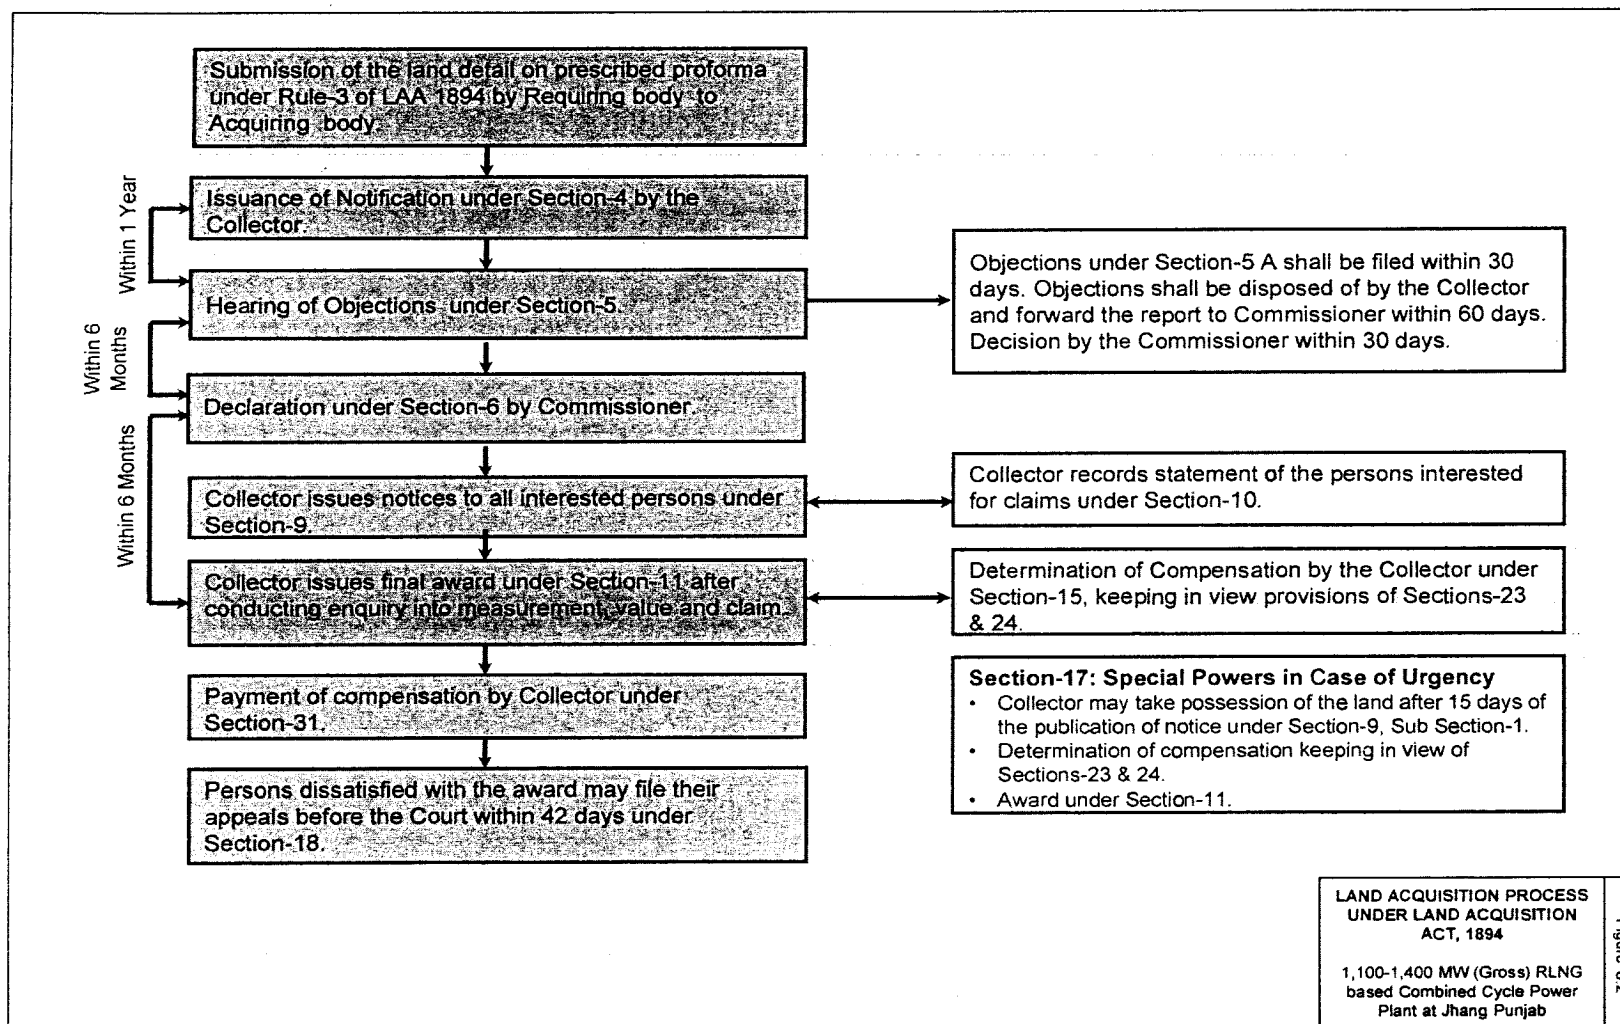 Submission of the land detail on prescribed proforma
under Rule-3 of LAA 1894 by Requiring body to
Acquiring body.
Within 1 Year
Issuance of Notification under Section-4 by the
Collector.
Hearing of Objections under Section-5.
Objections under Section-5 A shall be filed within 30
days. Objections shall be disposed of by the Collector
and forward the report to Commissioner within 60 days.
Decision by the Commissioner within 30 days.
Within 6
Months
Declaration under Section-6 by Commissioner.
Within 6 Months
Collector issues notices to all interested persons under
Section-9.
Collector records statement of the persons interested
for claims under Section-10.
Collector issues final award under Section-11 after
conducting enquiry into measurement, value and claim.
Determination of Compensation by the Collector under
Section-15, keeping in view provisions of Sections-23
& 24.
Payment of compensation by Collector under
Section-31.
Section-17: Special Powers in Case of Urgency
• Collector may take possession of the land after 15 days of
the publication of notice under Section-9, Sub Section-1.
• Determination of compensation keeping in view of
Sections-23 & 24.
• Award under Section-11.
Persons dissatisfied with the award may file their
appeals before the Court within 42 days under
Section-18.
LAND ACQUISITION PROCESS
UNDER LAND ACQUISITION
ACT, 1894
1,100-1,400 MW (Gross) RLNG
based Combined Cycle Power
Plant at Jhang Punjab